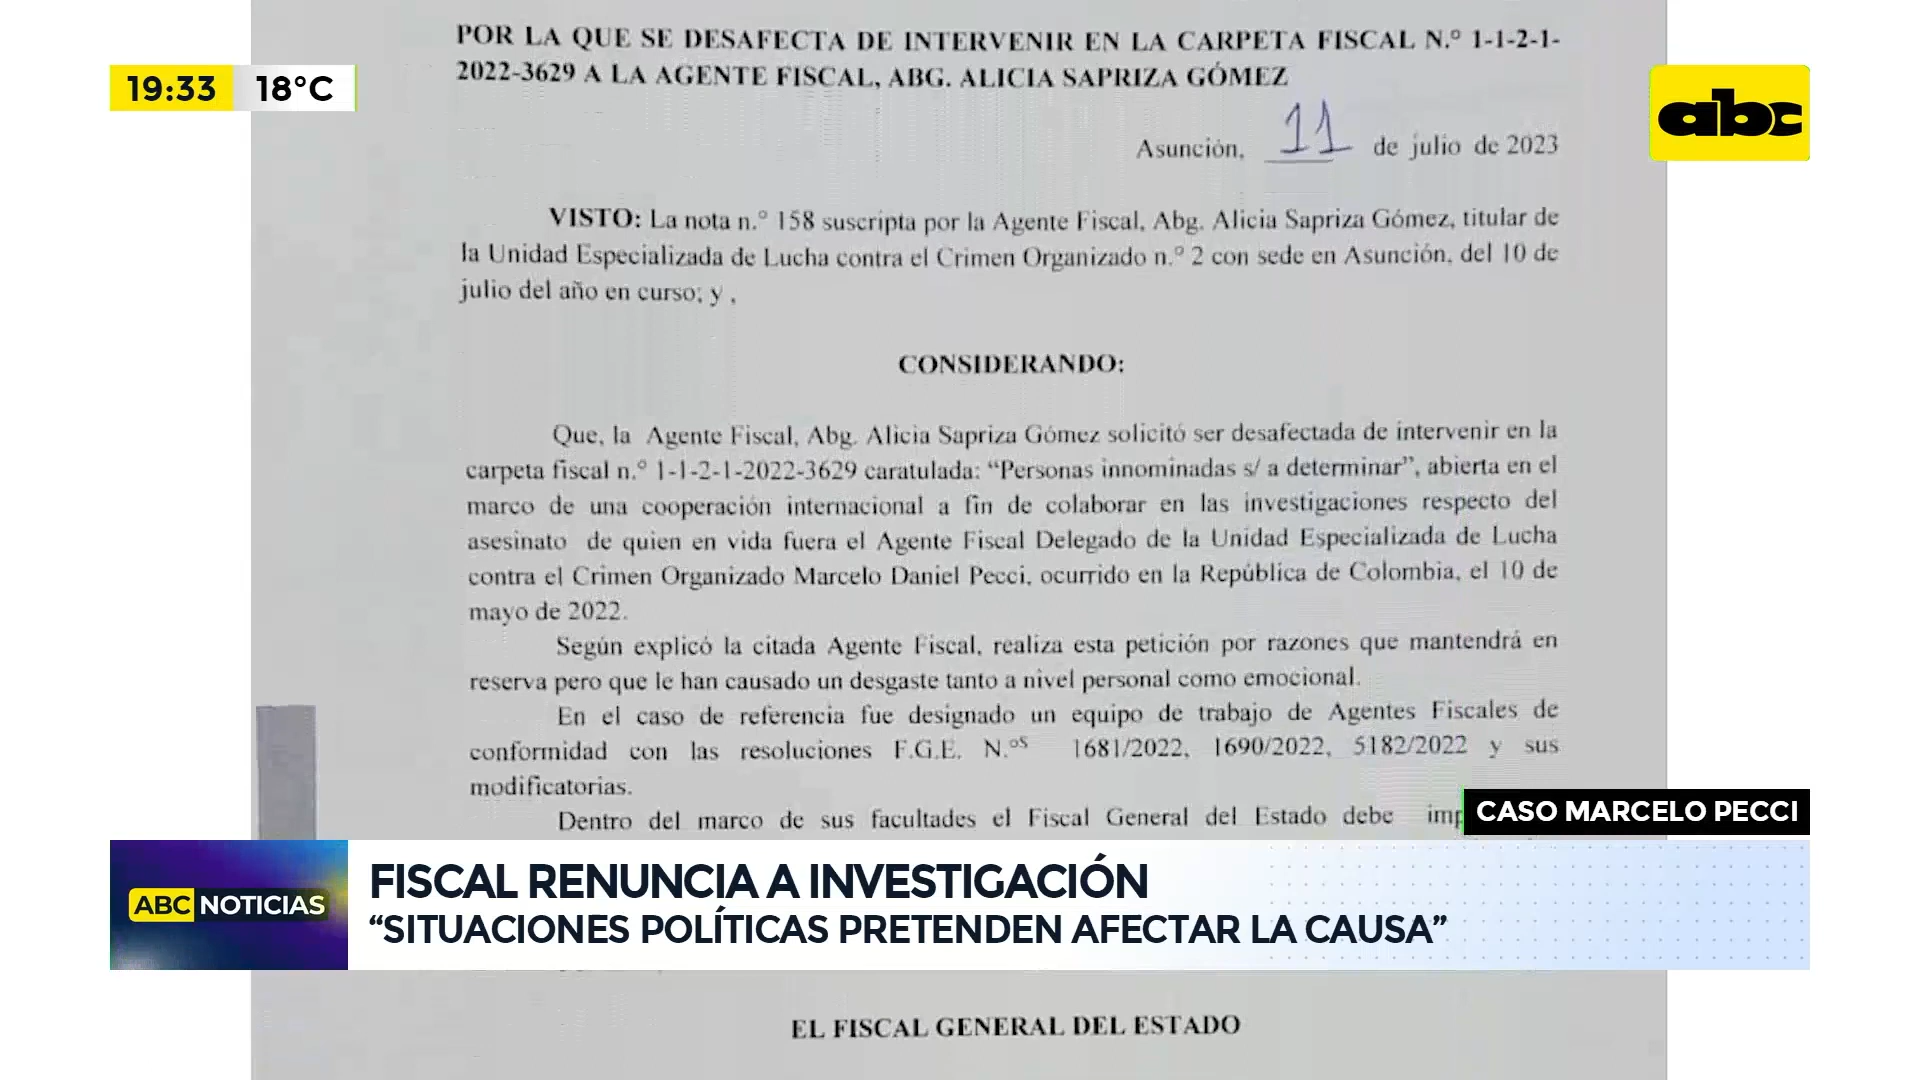 POR LA QUE SE DESAFECTA DE INTERVENIR EN LA CARPETA FISCAL N.º 1-1-2-1-
2022-3629 A LA AGENTE FISCAL, ABG. ALICIA SAPRIZA GÓMEZ
19:33 18°C
abc
Asunción, 11 de julio de 2023
VISTO: La nota n.º 158 suscripta por la Agente Fiscal, Abg. Alicia Sapriza Gómez, titular de
la Unidad Especializada de Lucha contra el Crimen Organizado n.º 2 con sede en Asunción, del 10 de
julio del año en curso; y ,
CONSIDERANDO:
Que, la Agente Fiscal, Abg. Alicia Sapriza Gómez solicitó ser desafectada de intervenir en la
carpeta fiscal n.º 1-1-2-1-2022-3629 caratulada: “Personas innominadas s/ a determinar”, abierta en el
marco de una cooperación internacional a fin de colaborar en las investigaciones respecto del
asesinato de quien en vida fuera el Agente Fiscal Delegado de la Unidad Especializada de Lucha
contra el Crimen Organizado Marcelo Daniel Pecci, ocurrido en la República de Colombia, el 10 de
mayo de 2022.
Según explicó la citada Agente Fiscal, realiza esta petición por razones que mantendrá en
reserva pero que le han causado un desgaste tanto a nivel personal como emocional.
En el caso de referencia fue designado un equipo de trabajo de Agentes Fiscales de
conformidad con las resoluciones F.G.E. N.ºˢ 1681/2022, 1690/2022, 5182/2022 y sus
modificatorias.
Dentro del marco de sus facultades el Fiscal General del Estado debe
CASO MARCELO PECCI
ABC NOTICIAS
FISCAL RENUNCIA A INVESTIGACIÓN
“SITUACIONES POLÍTICAS PRETENDEN AFECTAR LA CAUSA”
EL FISCAL GENERAL DEL ESTADO